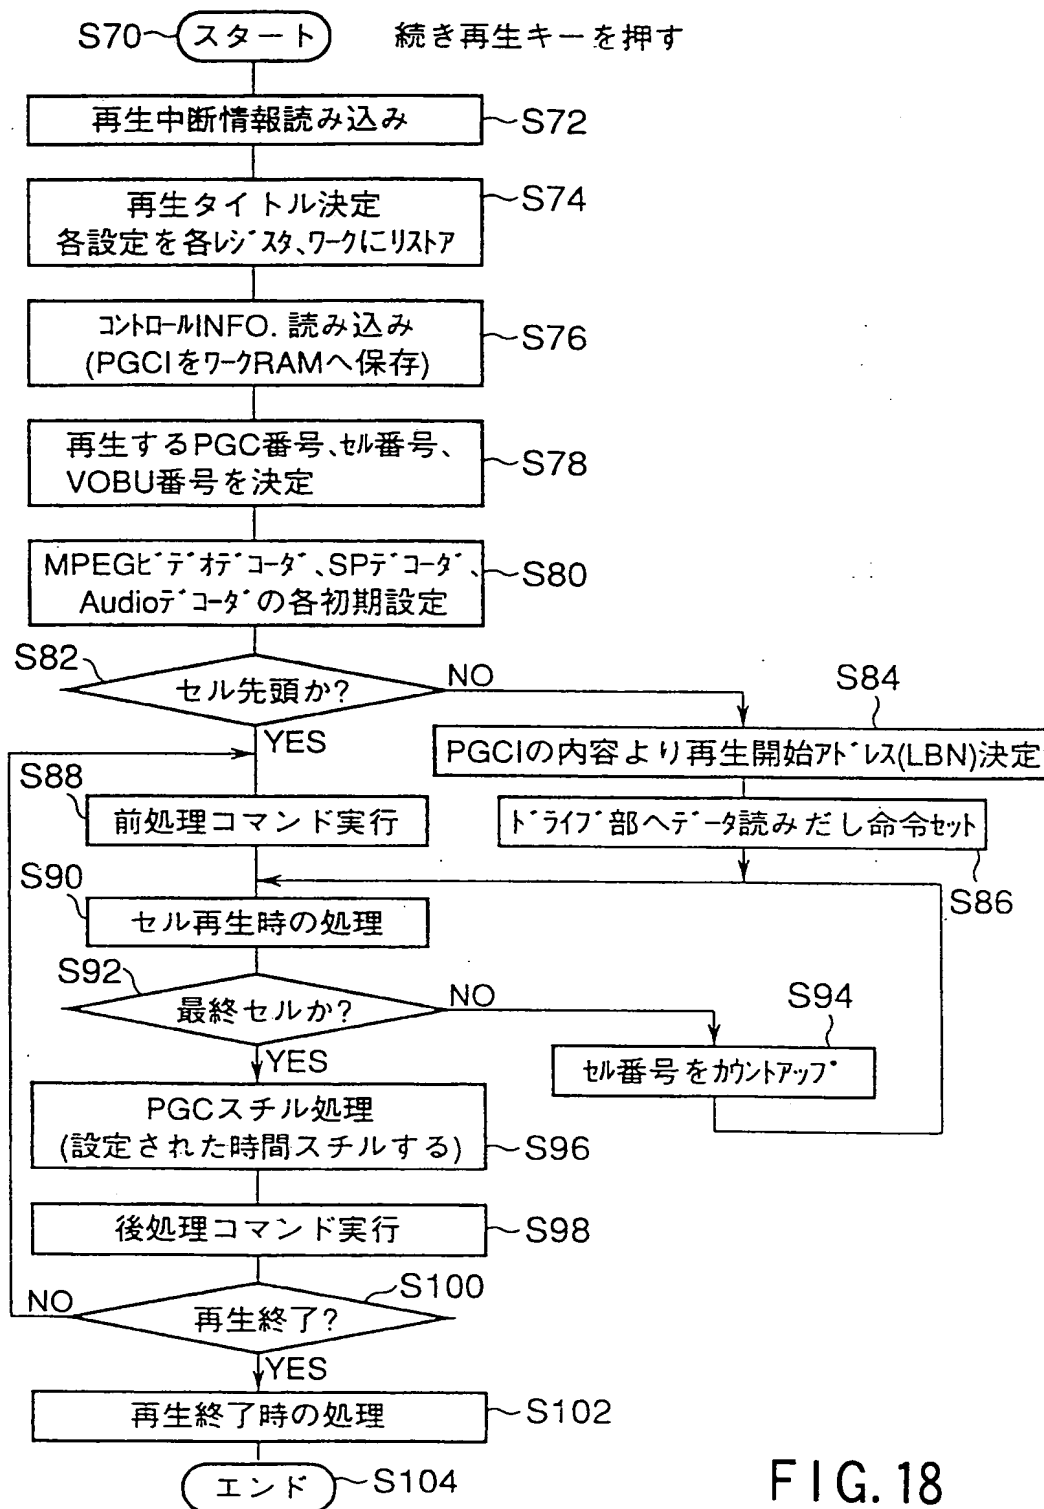 S70 スタート 続き再生キーを押す
再生中断情報読み込み S72
再生タイトル決定 S74
各設定を各レジスタ、ワークにリストア
コントロールINFO. 読み込み S76
(PGCIをワークRAMへ保存)
再生するPGC番号、セル番号、 S78
VOBU番号を決定
MPEGビデオデコーダ、SPデコーダ、 S80
Audioデコーダの各初期設定
S82 セル先頭か? NO
YES
S84
PGCIの内容より再生開始アドレス(LBN)決定
ドライブ部へデータ読みだし命令セット
S86
S88
前処理コマンド実行
S90
セル再生時の処理
S92 最終セルか? NO
YES
S94
セル番号をカウントアップ
PGCスチル処理
(設定された時間スチルする) S96
後処理コマンド実行 S98
S100
再生終了? NO
YES
再生終了時の処理 S102
エンド S104
FIG. 18